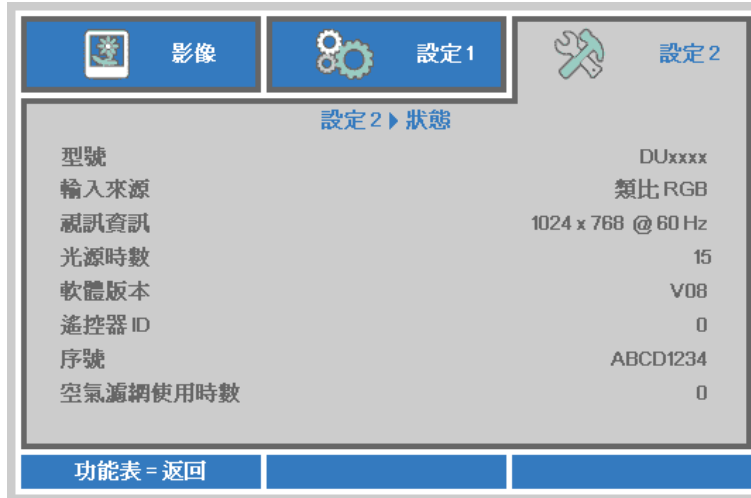 影像 設定1 設定2
設定2 ▶ 狀態
型號 DUxxxx
輸入來源 類比 RGB
視訊資訊 1024 x 768 @ 60 Hz
光源時數 15
軟體版本 V08
遙控器 ID 0
序號 ABCD1234
空氣濾網使用時數 0
功能表 = 返回